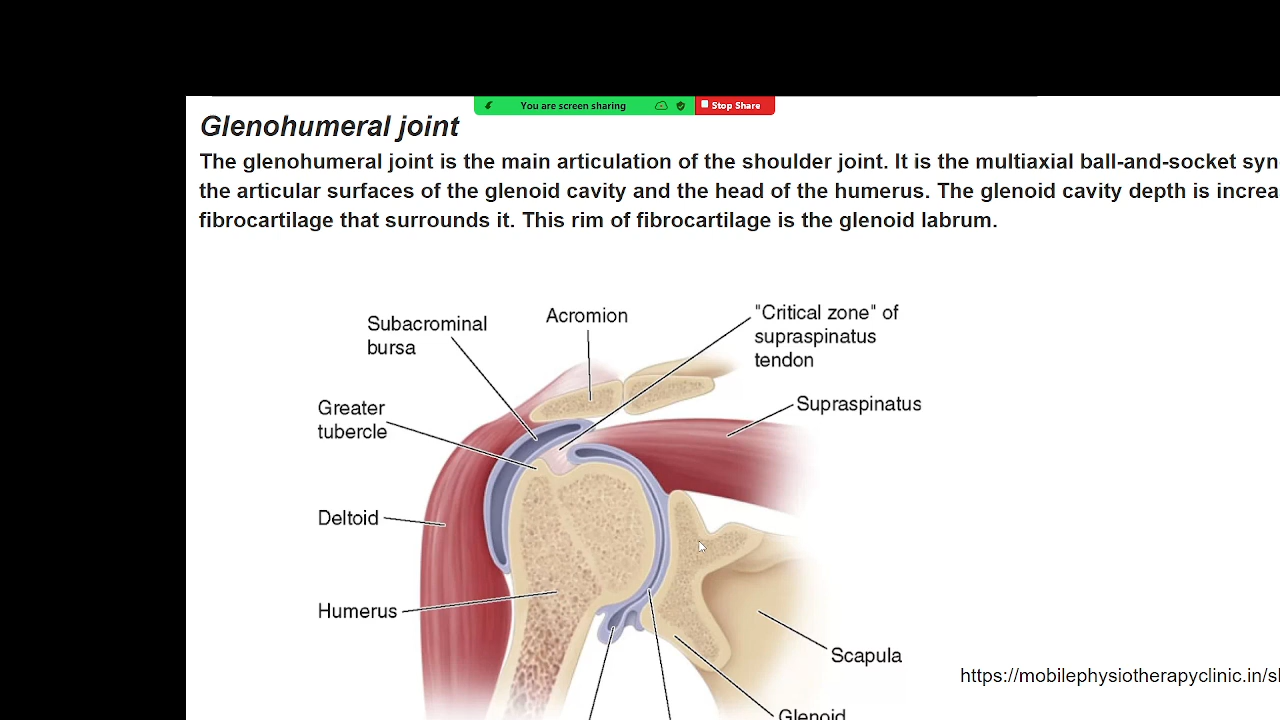 You are screen sharing
Stop Share
Glenohumeral joint
The glenohumeral joint is the main articulation of the shoulder joint. It is the multiaxial ball-and-socket syn
the articular surfaces of the glenoid cavity and the head of the humerus. The glenoid cavity depth is increa
fibrocartilage that surrounds it. This rim of fibrocartilage is the glenoid labrum.
Subacrominal
bursa
Acromion
"Critical zone" of
supraspinatus
tendon
Greater
tubercle
Supraspinatus
Deltoid
Humerus
Scapula
https://mobilephysiotherapyclinic.in/sl
Glenoid